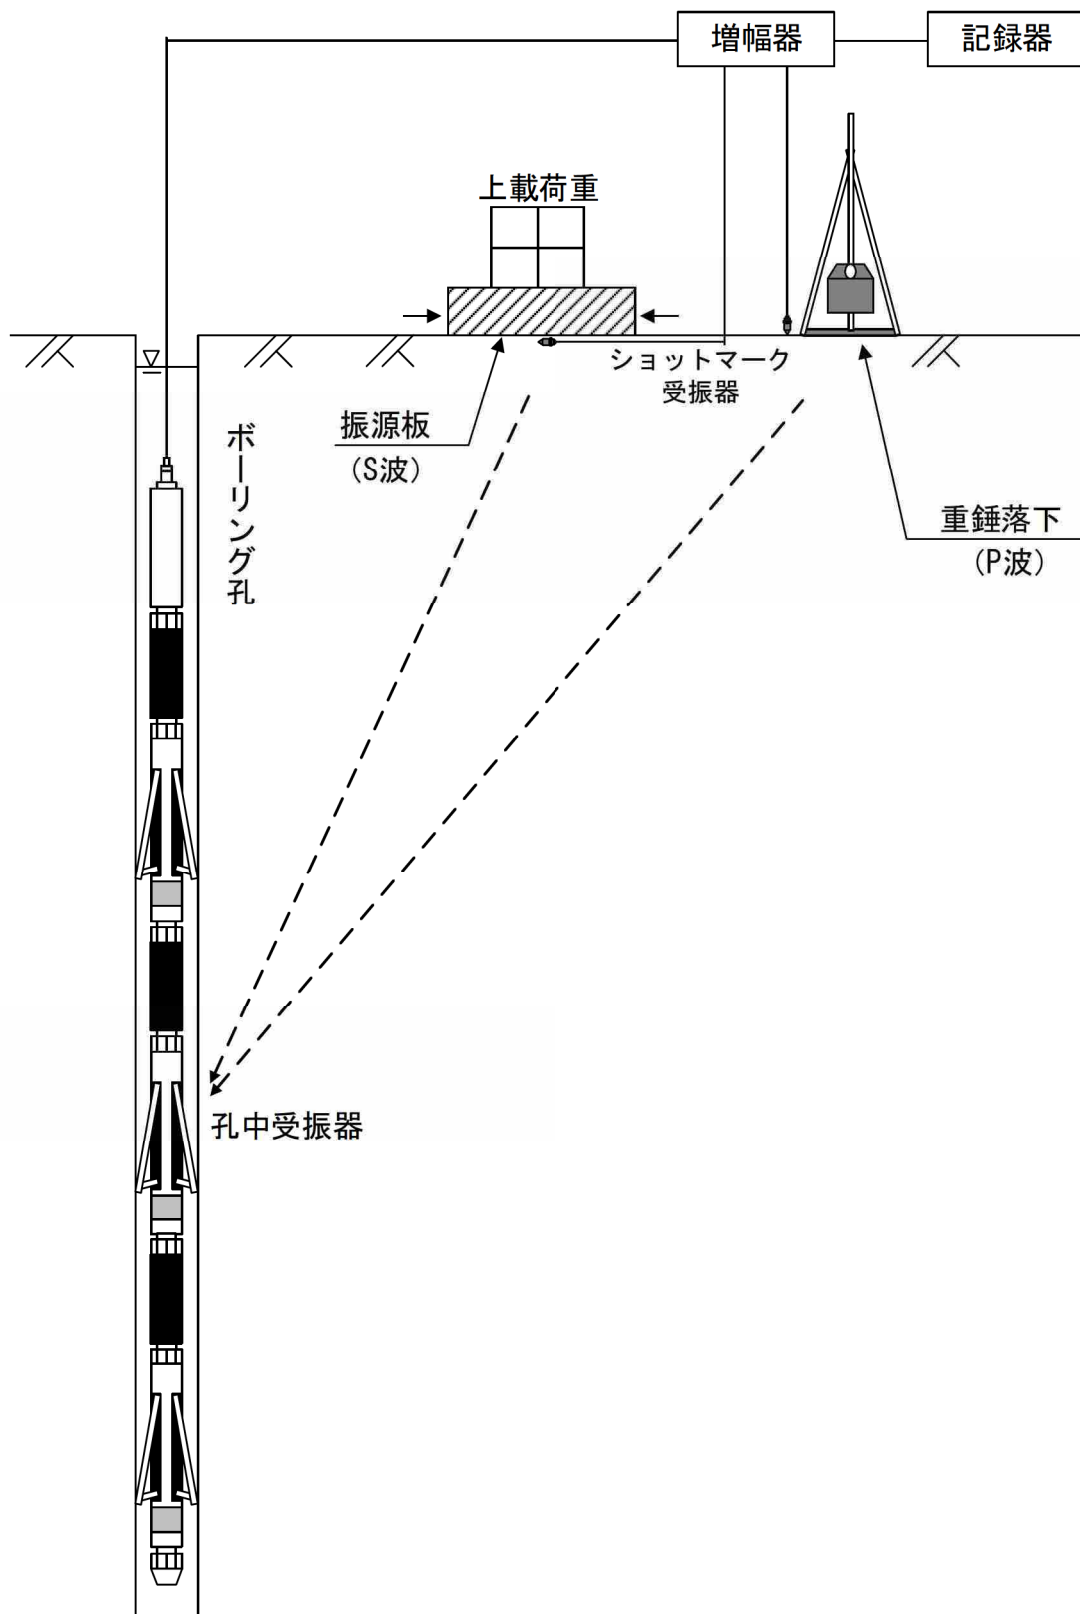 増幅器
記録器
上載荷重
ショットマーク
受振器
振源板
(S波)
ボーリング孔
重錘落下
(P波)
孔中受振器